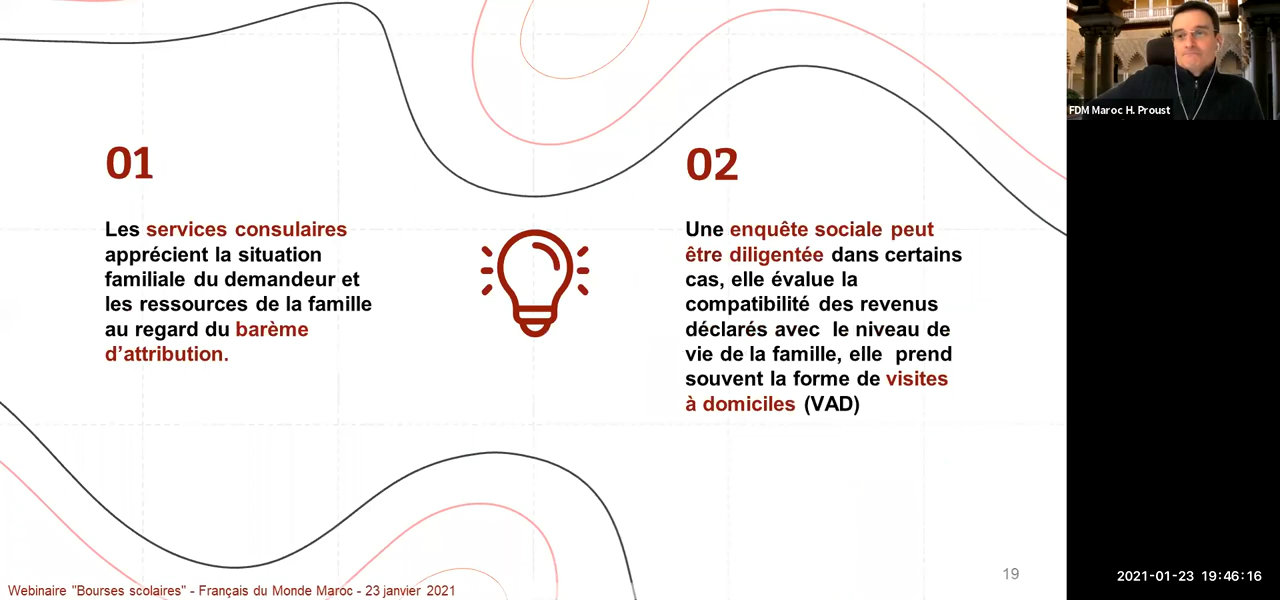 FDM Maroc H. Proust
01
Les services consulaires
apprécient la situation
familiale du demandeur et
les ressources de la famille
au regard du barème
d’attribution.
02
Une enquête sociale peut
être diligentée dans certains
cas, elle évalue la
compatibilité des revenus
déclarés avec le niveau de
vie de la famille, elle prend
souvent la forme de visites
à domiciles (VAD)
19
Webinaire "Bourses scolaires" - Français du Monde Maroc - 23 janvier 2021
2021-01-23 19:46:16